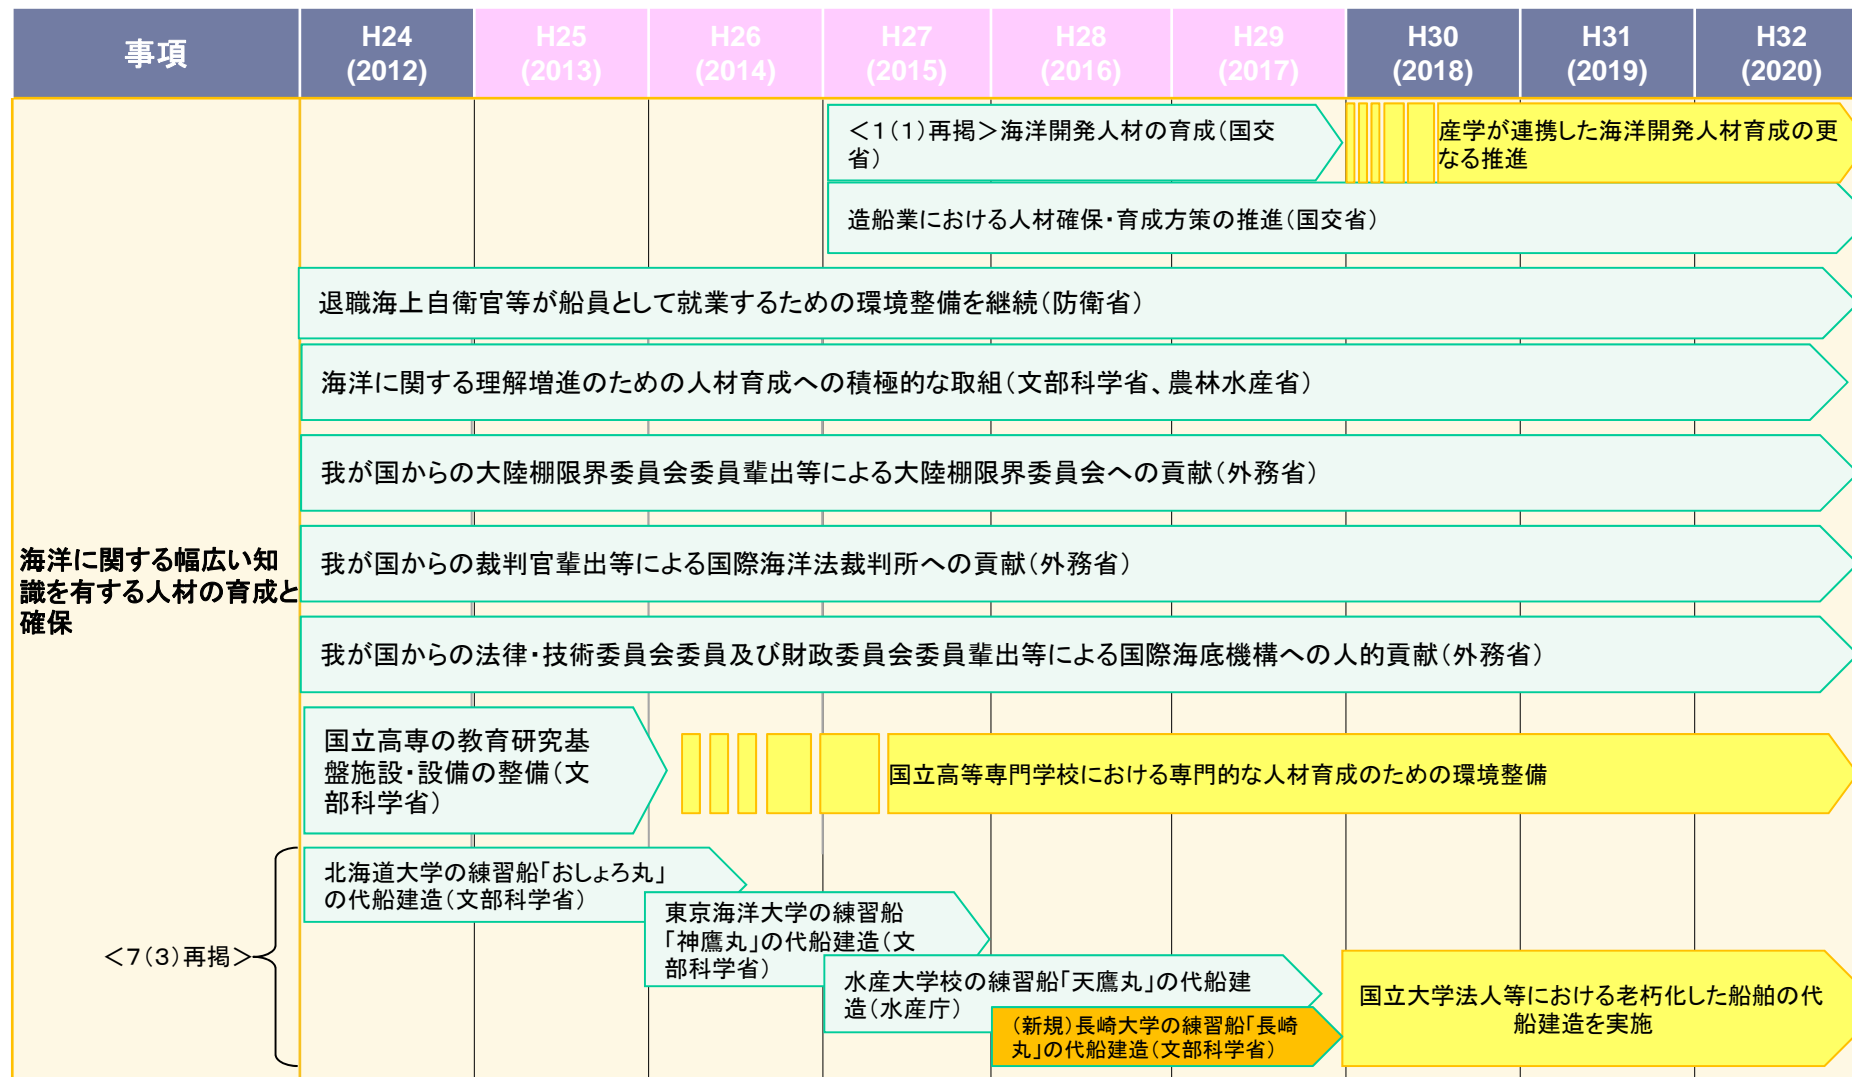 事項
H24
(2012)
H25
(2013)
H26
(2014)
H27
(2015)
H28
(2016)
H29
(2017)
H30
(2018)
H31
(2019)
H32
(2020)
海洋に関する幅広い知
識を有する人材の育成と
確保
＜１（１）再掲＞海洋開発人材の育成（国交
省）
産学が連携した海洋開発人材育成の更
なる推進
造船業における人材確保・育成方策の推進（国交省）
退職海上自衛官等が船員として就業するための環境整備を継続（防衛省）
海洋に関する理解増進のための人材育成への積極的な取組（文部科学省、農林水産省）
我が国からの大陸棚限界委員会委員輩出等による大陸棚限界委員会への貢献（外務省）
我が国からの裁判官輩出等による国際海洋法裁判所への貢献（外務省）
我が国からの法律・技術委員会委員及び財政委員会委員輩出等による国際海底機構への人的貢献（外務省）
国立高専の教育研究基
盤施設・設備の整備（文
部科学省）
国立高等専門学校における専門的な人材育成のための環境整備
＜７（３）再掲＞
北海道大学の練習船「おしょろ丸」
の代船建造（文部科学省）
東京海洋大学の練習船
「神鷹丸」の代船建造（文
部科学省）
水産大学校の練習船「天鷹丸」の代船建
造（水産庁）
（新規）長崎大学の練習船「長崎
丸」の代船建造（文部科学省）
国立大学法人等における老朽化した船舶の代
船建造を実施